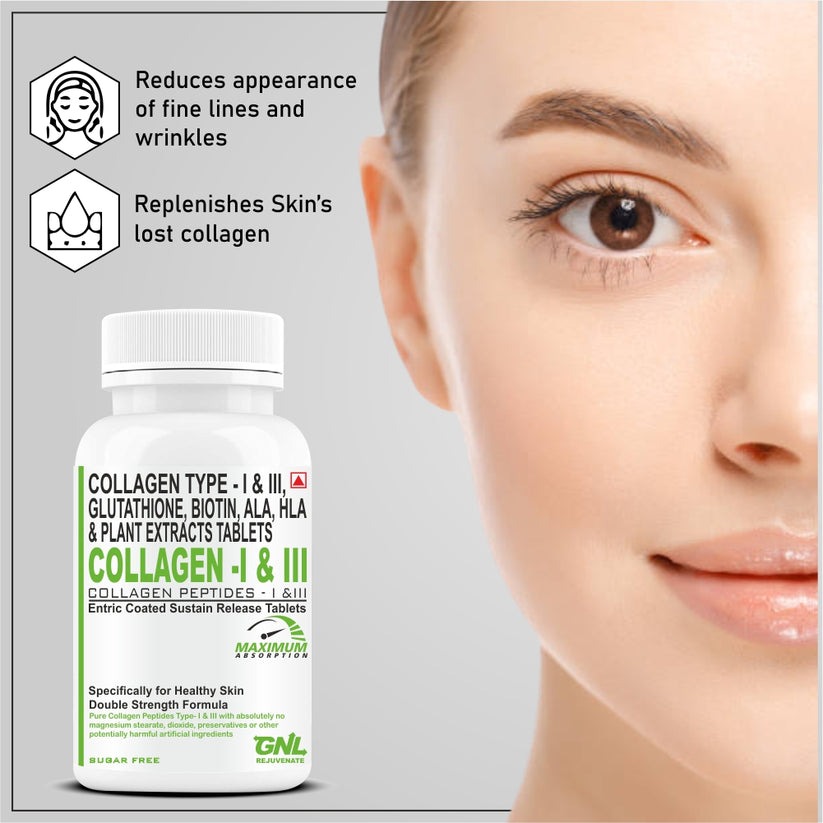 Reduces appearance
of fine lines and
wrinkles
Replenishes Skin's
lost collagen
COLLAGEN TYPE - I & III,
GLUTATHIONE, BIOTIN, ALA, HLA
& PLANT EXTRACTS TABLETS
COLLAGEN -I & III
COLLAGEN PEPTIDES - I &III
Entric Coated Sustain Release Tablets
MAXIMUM
ABSORPTION
Specifically for Healthy Skin
Double Strength Formula
Pure Collagen Peptides Type- I & III with absolutely no
magnesium stearate, dioxide, preservatives or other
potentially harmful artificial ingredients
GNL
REJUVENATE
SUGAR FREE